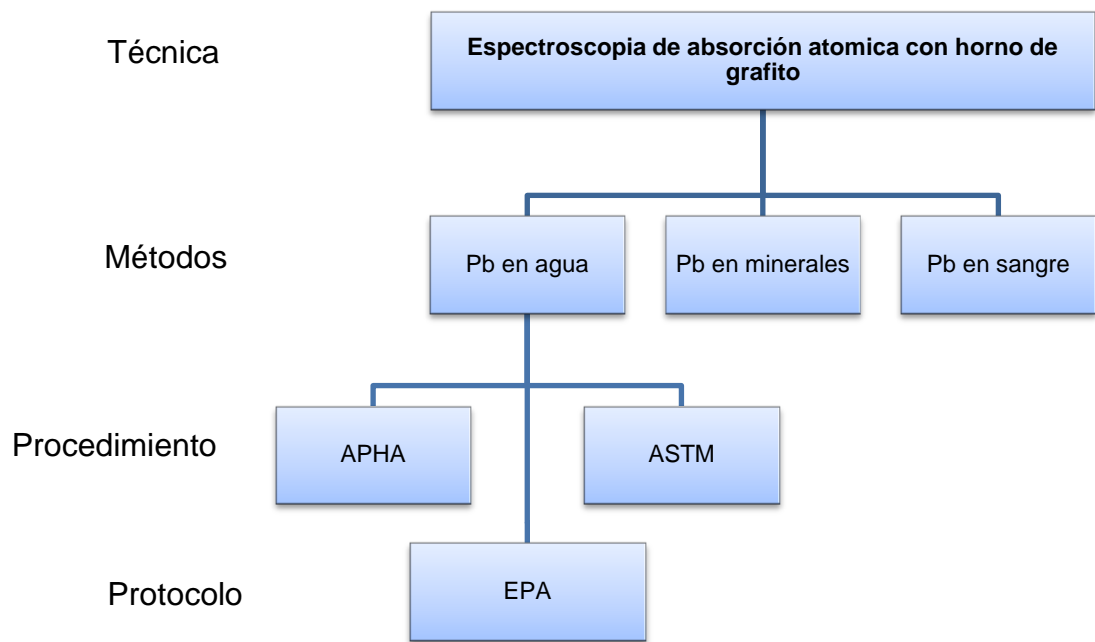 Técnica
Espectroscopia de absorción atomica con horno de
grafito
Métodos
Pb en agua
Pb en minerales
Pb en sangre
Procedimiento
APHA
ASTM
Protocolo
EPA